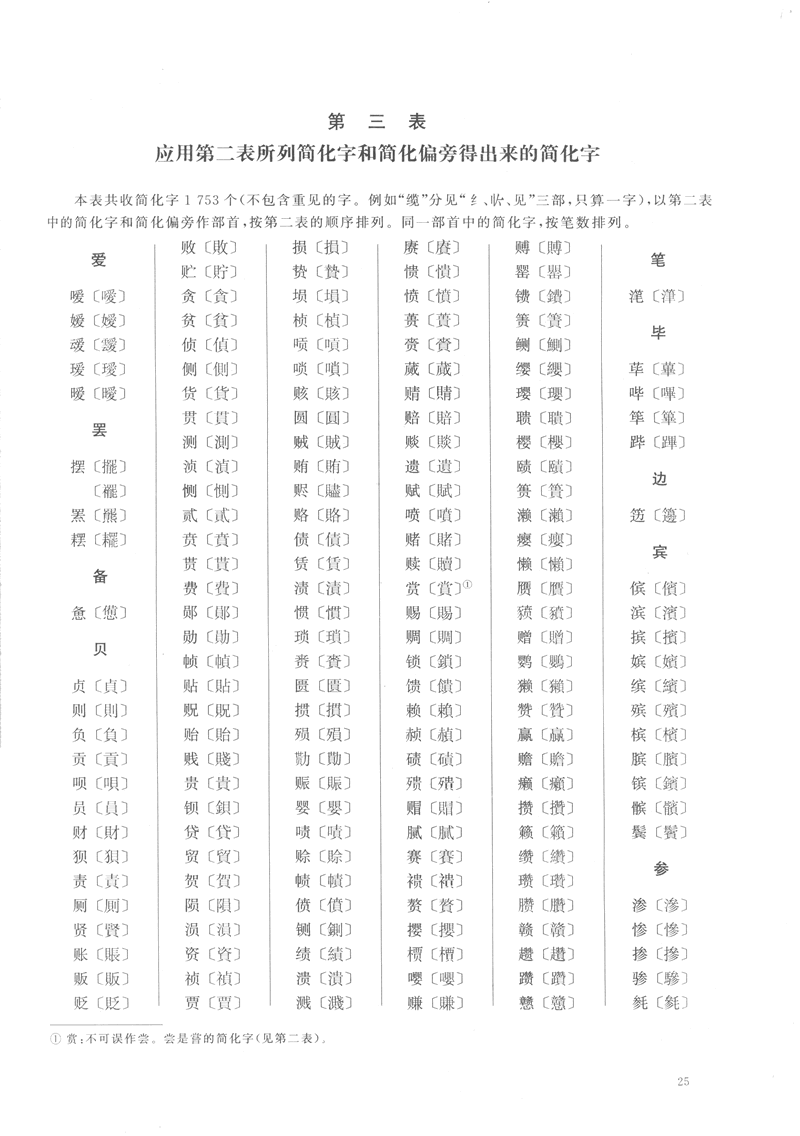 第三表
应用第二表所列简化字和简化偏旁得出来的简化字
本表共收简化字1 753个(不包含重见的字。例如“缆”分见“纟、〢、见”三部,只算一字),以第二表
中的简化字和简化偏旁作部首,按第二表的顺序排列。同一部首中的简化字,按笔数排列。
爱
嗳〔噯〕
嫒〔嬡〕
叆〔靉〕
瑷〔璦〕
暧〔曖〕
罢
摆〔擺〕
〔襬〕
罴〔羆〕
䎱〔䎬〕
备
惫〔憊〕
贝
贞〔貞〕
则〔則〕
负〔負〕
贡〔貢〕
呗〔唄〕
员〔員〕
财〔財〕
狈〔狽〕
责〔責〕
厕〔厠〕
贤〔賢〕
账〔賬〕
贩〔販〕
贬〔貶〕
败〔敗〕
贮〔貯〕
贪〔貪〕
贫〔貧〕
侦〔偵〕
侧〔側〕
货〔貨〕
贯〔貫〕
测〔測〕
浈〔湞〕
恻〔惻〕
贰〔貳〕
贲〔賁〕
贳〔貰〕
费〔費〕
郧〔鄖〕
勋〔勛〕
帧〔幀〕
贴〔貼〕
贶〔貺〕
贻〔貽〕
贱〔賤〕
贵〔貴〕
钡〔鋇〕
贷〔貸〕
贸〔貿〕
贺〔賀〕
陨〔隕〕
涢〔溳〕
资〔資〕
祯〔禎〕
贾〔賈〕
损〔損〕
贽〔贄〕
埙〔塤〕
桢〔楨〕
唝〔嗊〕
唢〔嗩〕
赅〔賅〕
圆〔圓〕
贼〔賊〕
贿〔賄〕
赆〔贐〕
赂〔賂〕
债〔債〕
赁〔賃〕
渍〔漬〕
惯〔慣〕
琐〔瑣〕
赉〔賚〕
匮〔匱〕
掼〔摜〕
殒〔殞〕
勚〔勩〕
赈〔賑〕
婴〔嬰〕
啧〔嘖〕
赊〔賒〕
帻〔幘〕
偾〔僨〕
铡〔鍘〕
绩〔績〕
溃〔潰〕
溅〔濺〕
赓〔賡〕
愦〔憒〕
愤〔憤〕
蒉〔蕢〕
赍〔賫〕
蒇〔蕆〕
赌〔賭〕
赔〔賠〕
赕〔賧〕
遗〔遺〕
赋〔賦〕
喷〔噴〕
赎〔贖〕
赏〔賞〕①
赐〔賜〕
赒〔賙〕
锁〔鎖〕
馈〔饋〕
赖〔賴〕
赪〔赬〕
碛〔磧〕
殨〔殨〕
赗〔賵〕
腻〔膩〕
赛〔賽〕
赘〔贅〕
撄〔攖〕
槚〔檟〕
嘤〔嚶〕
赚〔賺〕
赙〔賻〕
罂〔罌〕
镄〔鐨〕
箦〔簀〕
鲗〔鰂〕
缨〔纓〕
璎〔瓔〕
聩〔聵〕
樱〔櫻〕
赜〔賾〕
篑〔簣〕
濑〔瀨〕
瘿〔癭〕
懒〔懶〕
赝〔贋〕
豮〔豶〕
赠〔贈〕
鹦〔鸚〕
獭〔獺〕
赞〔贊〕
赢〔贏〕
赡〔贍〕
癞〔癩〕
攒〔攢〕
籁〔籟〕
缵〔纘〕
瓒〔瓚〕
臜〔臢〕
赣〔贛〕
趱〔趲〕
躜〔躦〕
戆〔戇〕
笔
滗〔潷〕
毕
荜〔蓽〕
哔〔嗶〕
筚〔篳〕
跸〔蹕〕
边
笾〔籩〕
宾
傧〔儐〕
滨〔濱〕
摈〔擯〕
嫔〔嬪〕
缤〔繽〕
殡〔殯〕
槟〔檳〕
膑〔臏〕
镔〔鑌〕
髌〔髕〕
鬓〔鬢〕
参
渗〔滲〕
惨〔慘〕
掺〔摻〕
骖〔驂〕
毵〔毿〕
①赏:不可误作尝。尝是嘗的简化字(见第二表)。
25